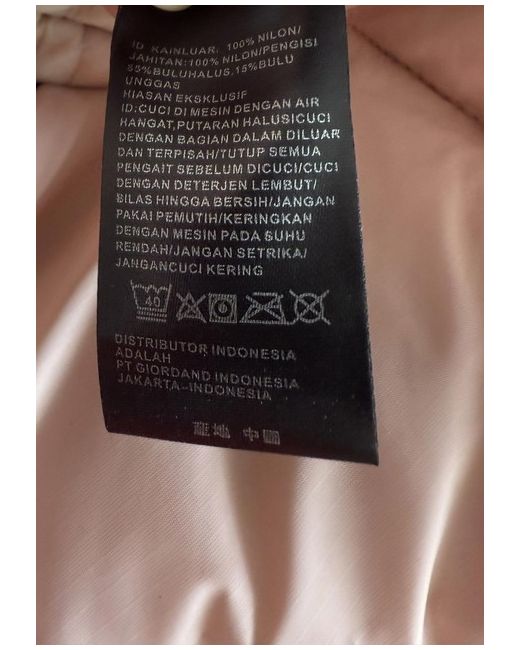 ID KAINLUAR: 100% NILON/
JAHITAN:100% NILON/PENGISI
85%BULUHALUS,15%BULU
UNGGAS
HIASAN EKSKLUSIF
ID:CUCI DI MESIN DENGAN AIR
HANGAT,PUTARAN HALUSICUCI
DENGAN BAGIAN DALAM DILUAR
DAN TERPISAH/TUTUP SEMUA
PENGAIT SEBELUM DICUCI/CUCI
DENGAN DETERJEN LEMBUT/
BILAS HINGGA BERSIH/JANGAN
PAKAI PEMUTIH/KERINGKAN
DENGAN MESIN PADA SUHU
RENDAH/JANGAN SETRIKA/
JANGANCUCI KERING
40
DISTRIBUTOR INDONESIA
ADALAH
PT GIORDAND INDONESIA
JAKARTA-INDONESIA
產地 中國